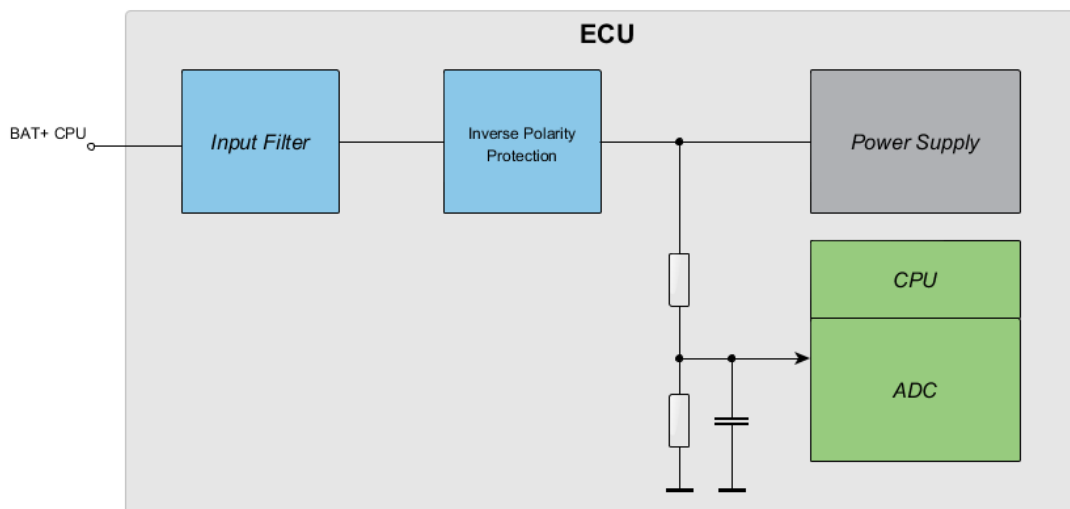 ECU
BAT+ CPU
Input Filter
Inverse Polarity
Protection
Power Supply
CPU
ADC